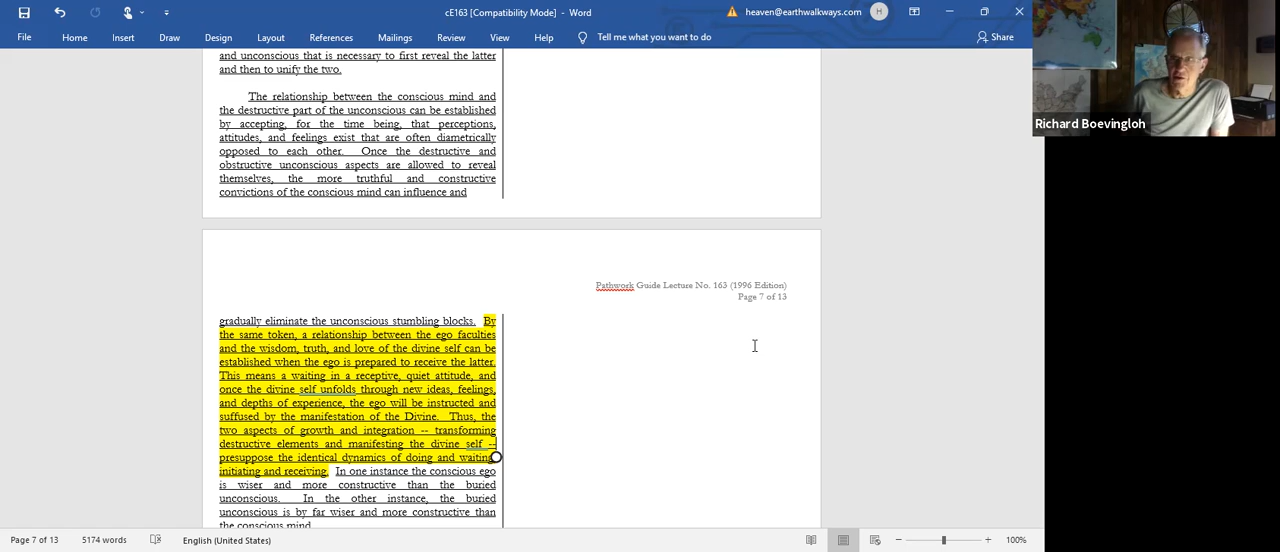 cE163 [Compatibility Mode] - Word
heaven@earthwalkways.com
H
File
Home
Insert
Draw
Design
Layout
References
Mailings
Review
View
Help
Tell me what you want to do
Share
and unconscious that is necessary to first reveal the latter
and then to unify the two.
The relationship between the conscious mind and
the destructive part of the unconscious can be established
by accepting, for the time being, that perceptions,
attitudes, and feelings exist that are often diametrically
opposed to each other. Once the destructive and
obstructive unconscious aspects are allowed to reveal
themselves, the more truthful and constructive
convictions of the conscious mind can influence and
Pathwork Guide Lecture No. 163 (1996 Edition)
Page 7 of 13
gradually eliminate the unconscious stumbling blocks. By
the same token, a relationship between the ego faculties
and the wisdom, truth, and love of the divine self can be
established when the ego is prepared to receive the latter.
This means a waiting in a receptive, quiet attitude, and
once the divine self unfolds through new ideas, feelings,
and depths of experience, the ego will be instructed and
suffused by the manifestation of the Divine. Thus, the
two aspects of growth and integration -- transforming
destructive elements and manifesting the divine self --
presuppose the identical dynamics of doing and waiting,
initiating and receiving. In one instance the conscious ego
is wiser and more constructive than the buried
unconscious. In the other instance, the buried
unconscious is by far wiser and more constructive than
the conscious mind.
Richard Boevingloh
Page 7 of 13
5174 words
English (United States)
100%